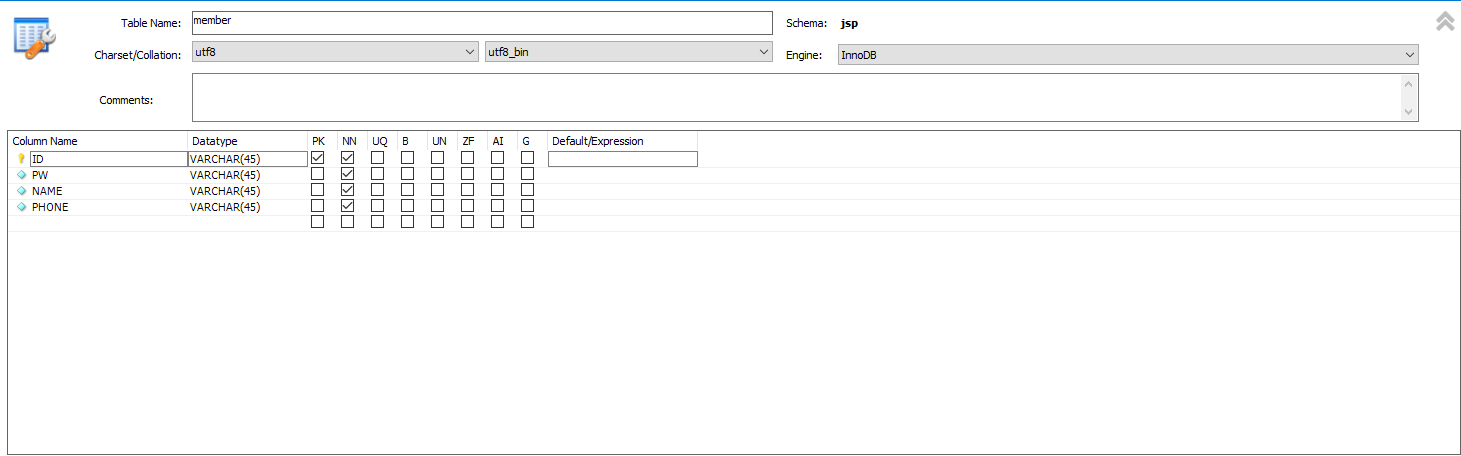 Table Name: member Schema: jsp
Charset/Collation: utf8 utf8_bin Engine: InnoDB
Comments:
Column Name Datatype PK NN UQ B UN ZF AI G Default/Expression
ID VARCHAR(45)
PW VARCHAR(45)
NAME VARCHAR(45)
PHONE VARCHAR(45)